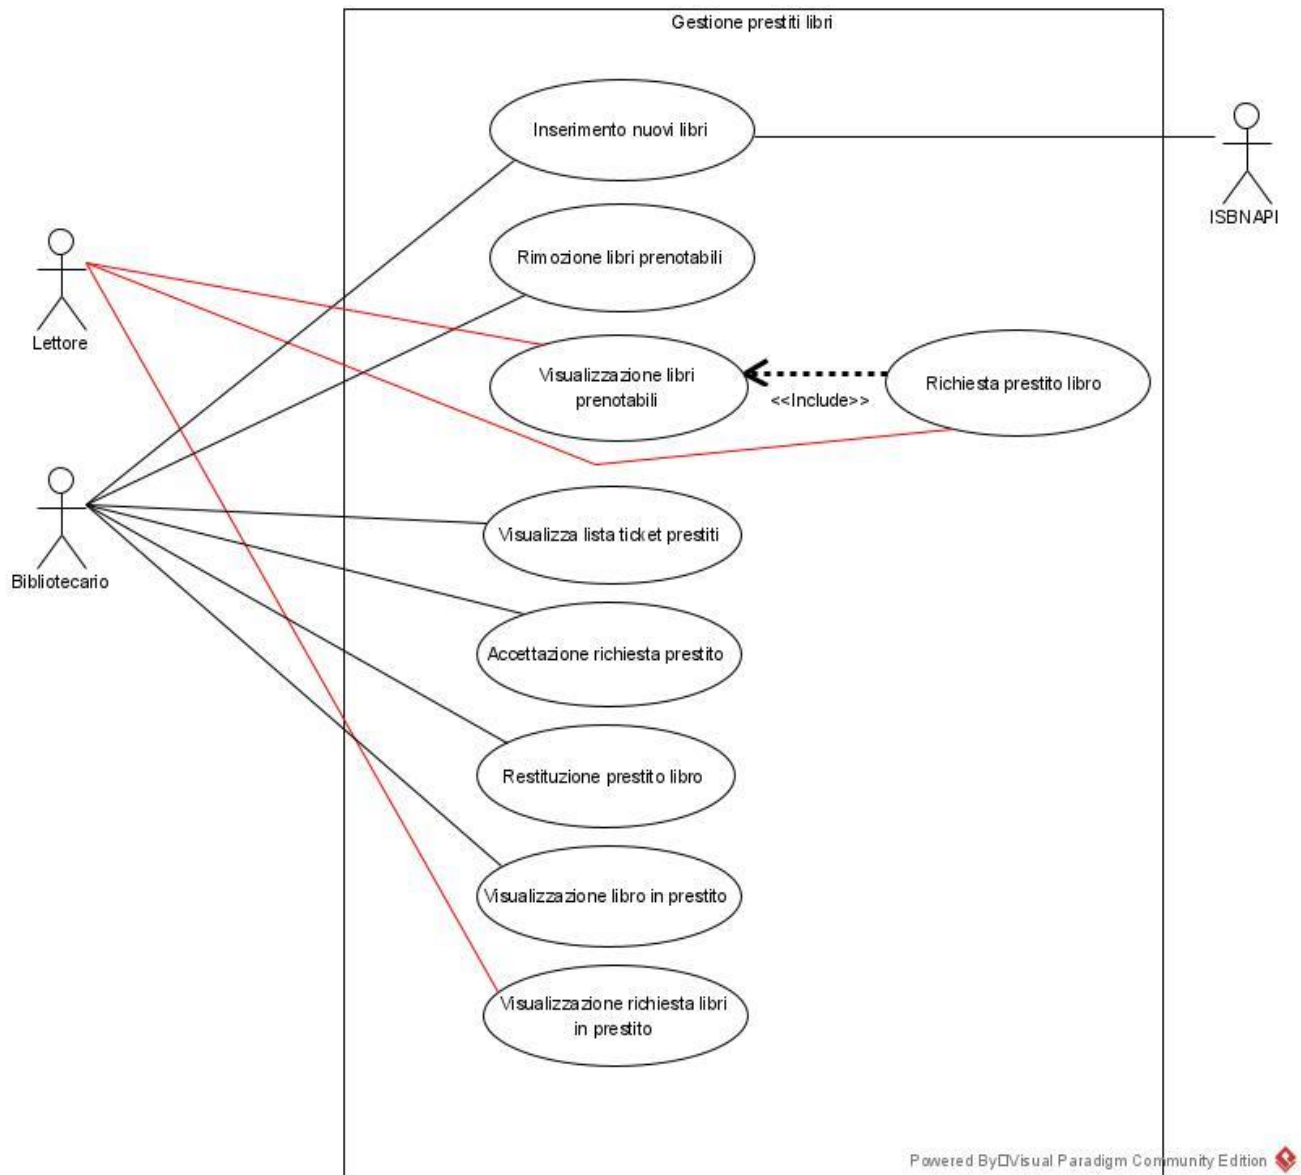 Gestione prestiti libri
Inserimento nuovi libri
ISBNAPI
Rimozione libri prenotabili
Lettore
Visualizzazione libri
prenotabili
<<Include>>
Richiesta prestito libro
Bibliotecario
Visualizza lista ticket prestiti
Accettazione richiesta prestito
Restituzione prestito libro
Visualizzazione libro in prestito
Visualizzazione richiesta libri
in prestito
Powered By□Visual Paradigm Community Edition